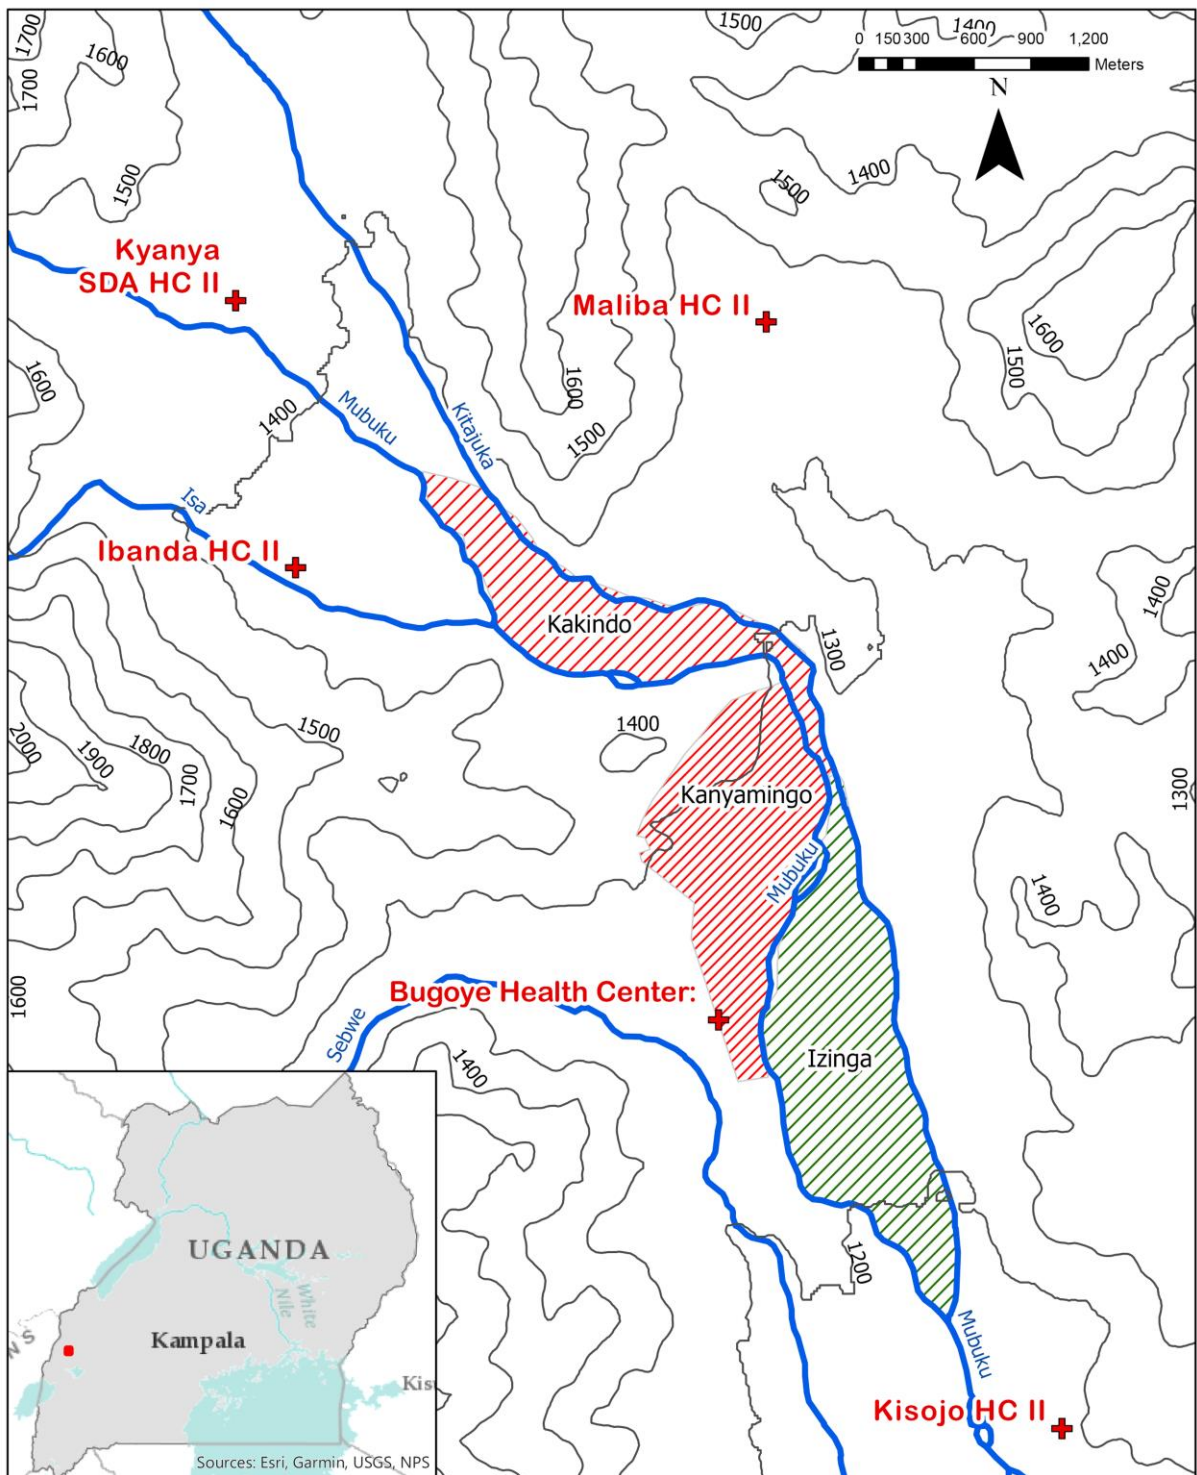 1500
1400
1700
1600
0 150 300 600 900 1,200
Meters
N
1700
1500
1500
1400
Kyanya
SDA HC II
Maliba HC II
1600
1500
1600
1600
1400
Mubuku
Kitajuka
1500
Isa
Ibanda HC II
1400
Kakindo
1300
1400
1400
1500
2000
1900
1800
1700
1600
Kanyamingo
1300
Mubuku
1400
1600
Bugoye Health Center:
Sebwe
1400
Izinga
UGANDA
White
Nile
1200
Kampala
Mubuku
NS
Kis
Kisojo HC II
Sources: Esri, Garmin, USGS, NPS